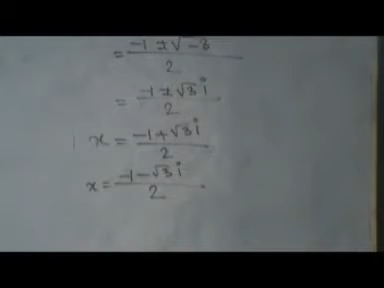 = (-1 ± √-3) / 2
= (-1 ± √3 i) / 2
x = (-1 + √3 i) / 2
x = (-1 - √3 i) / 2